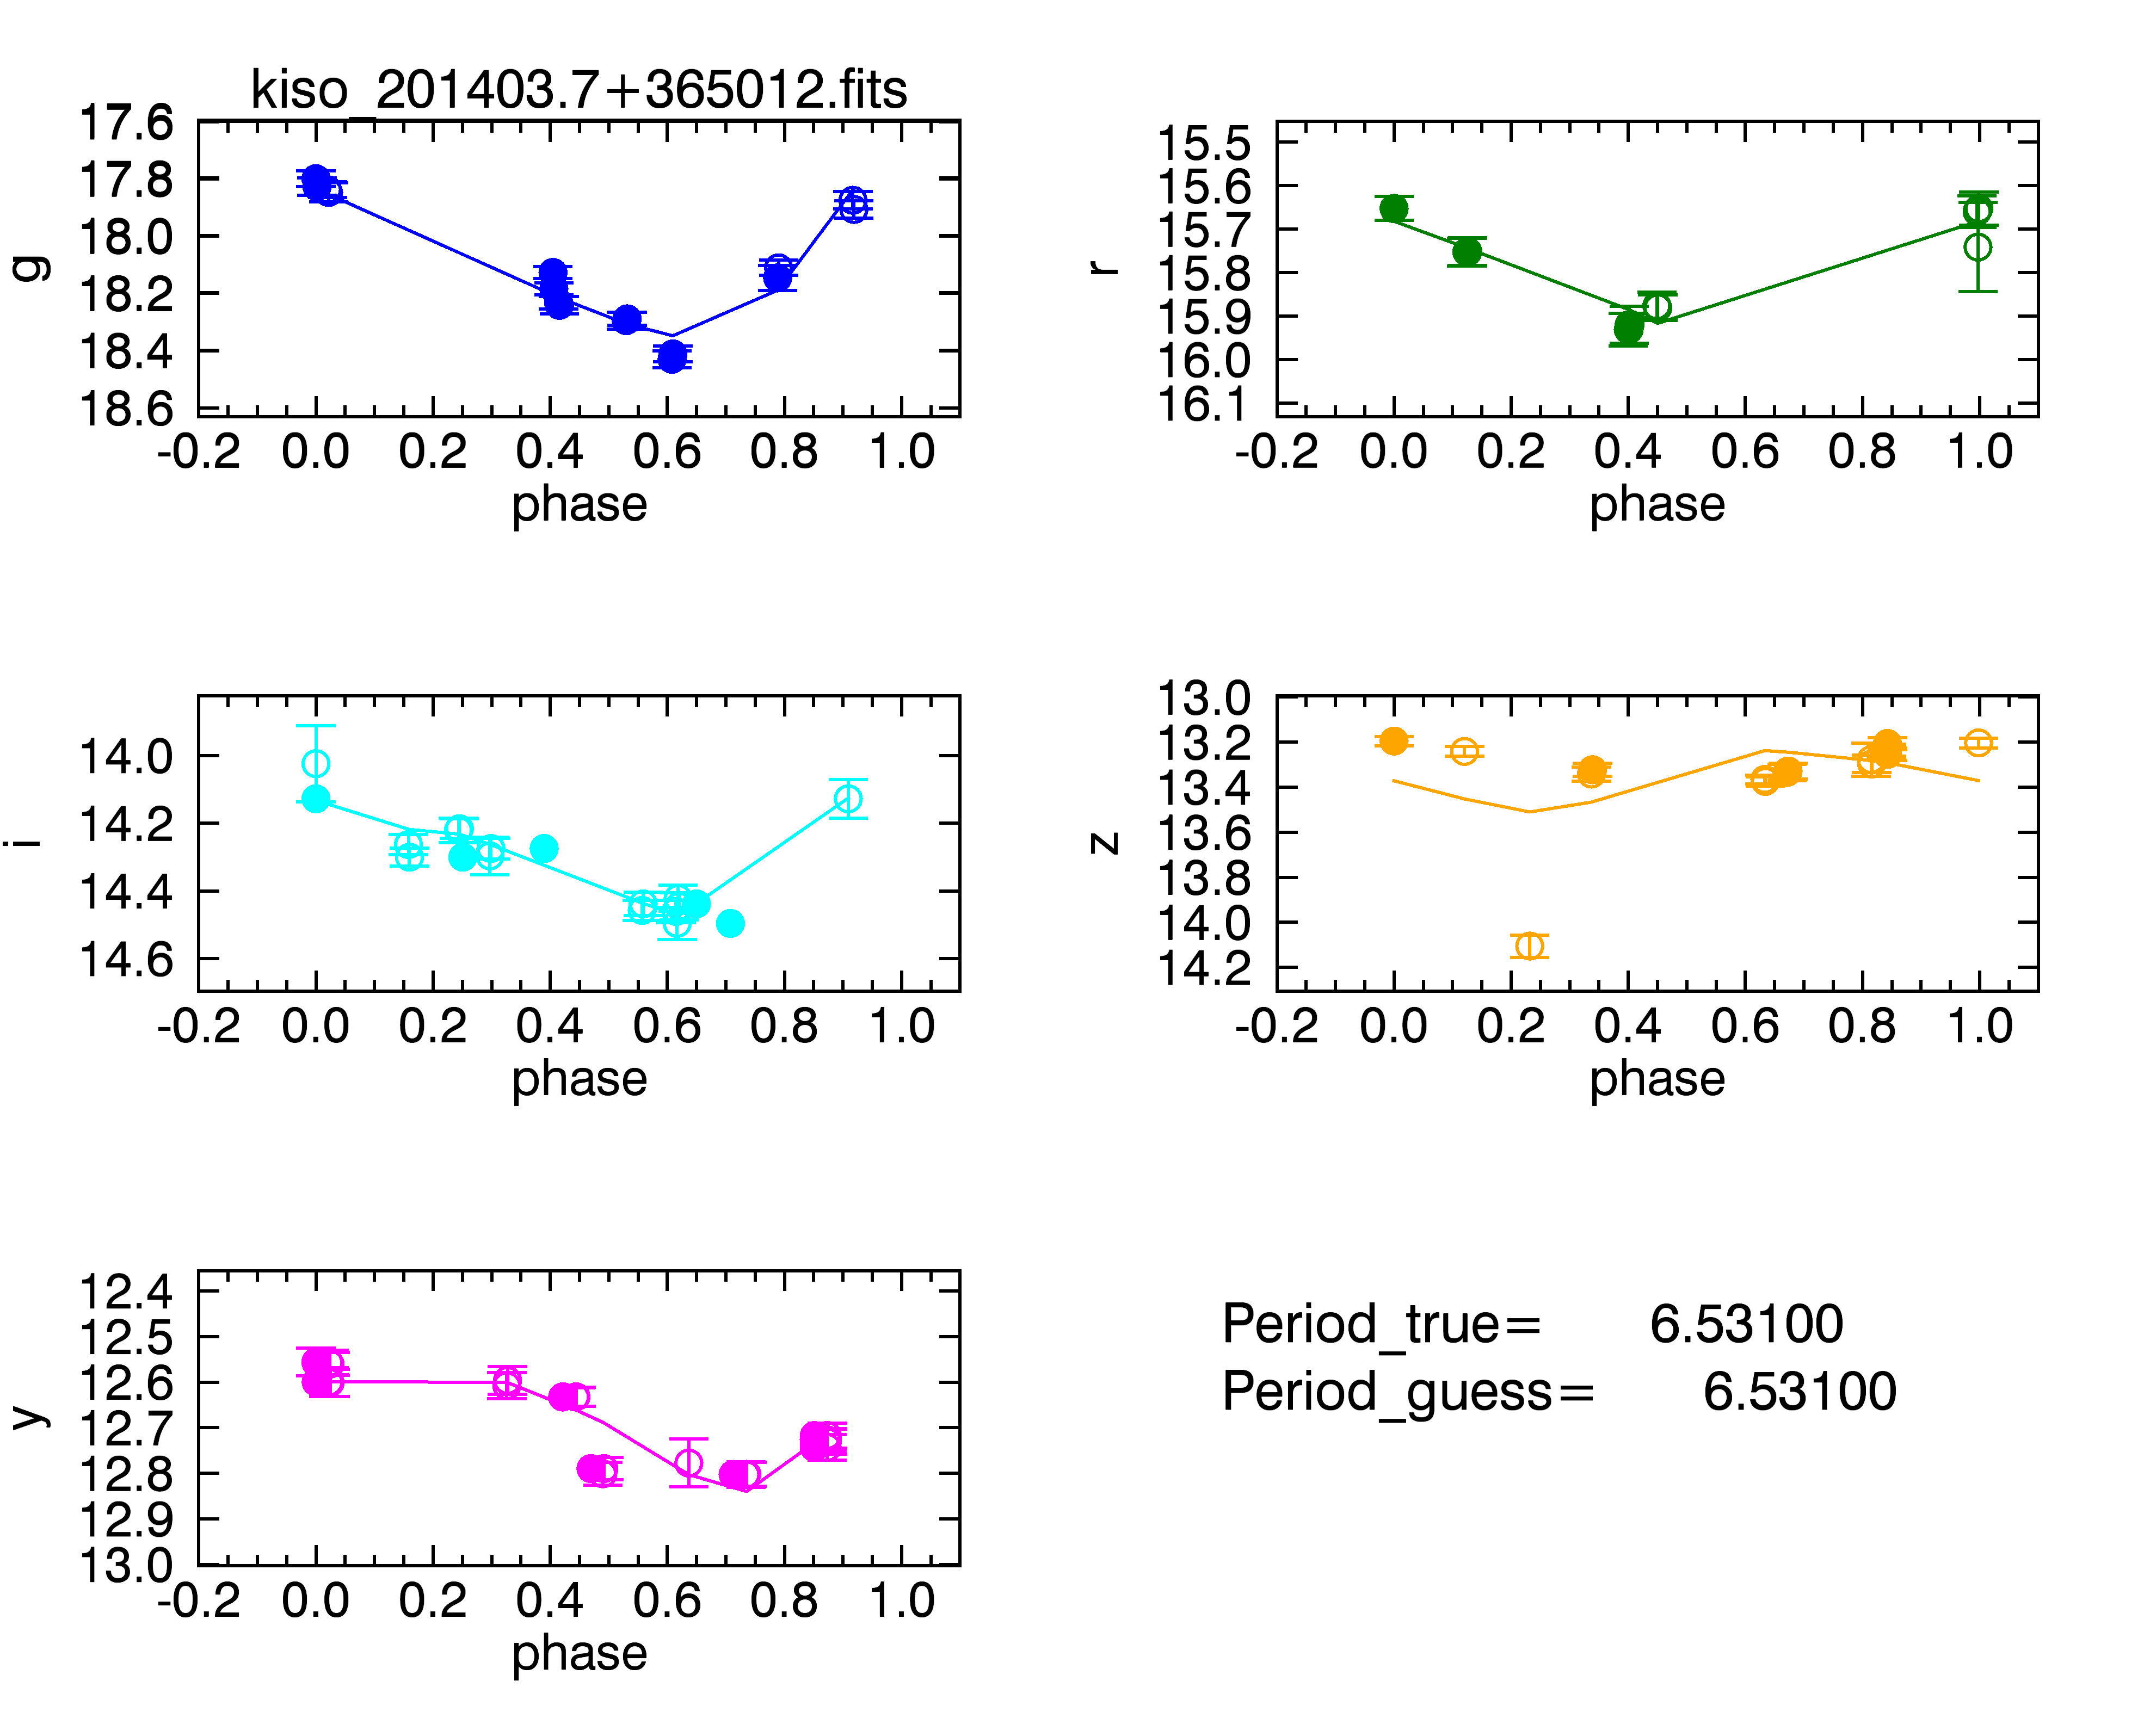 kiso_201403.7+365012.fits
17.6
17.8
18.0
18.2
18.4
18.6
g
-0.2 0.0 0.2 0.4 0.6 0.8 1.0
phase
15.5
15.6
15.7
15.8
15.9
16.0
16.1
r
-0.2 0.0 0.2 0.4 0.6 0.8 1.0
phase
14.0
14.2
14.4
14.6
i
-0.2 0.0 0.2 0.4 0.6 0.8 1.0
phase
13.0
13.2
13.4
13.6
13.8
14.0
14.2
z
-0.2 0.0 0.2 0.4 0.6 0.8 1.0
phase
12.4
12.5
12.6
12.7
12.8
12.9
13.0
y
-0.2 0.0 0.2 0.4 0.6 0.8 1.0
phase
Period_true= 6.53100
Period_guess= 6.53100